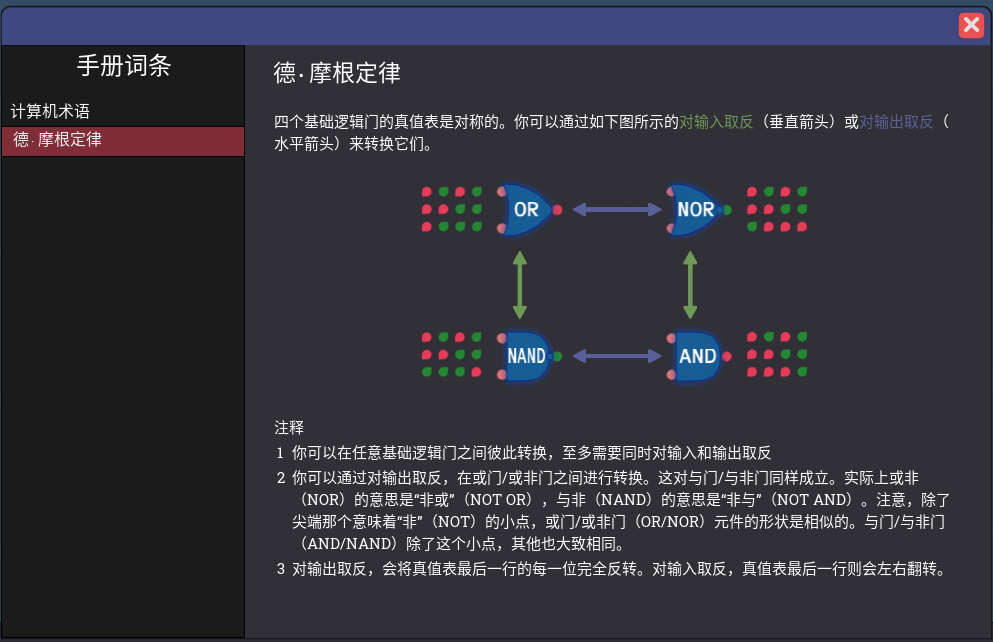 手册词条
计算机术语
德·摩根定律
德·摩根定律
四个基础逻辑门的真值表是对称的。你可以通过如下图所示的对输入取反（垂直箭头）或对输出取反（
水平箭头）来转换它们。
OR
NOR
NAND
AND
注释
1 你可以在任意基础逻辑门之间彼此转换，至多需要同时对输入和输出取反
2 你可以通过对输出取反，在或门/或非门之间进行转换。这对与门/与非门同样成立。实际上或非
（NOR）的意思是“非或”（NOT OR），与非（NAND）的意思是“非与”（NOT AND）。注意，除了
尖端那个意味着“非”（NOT）的小点，或门/或非门（OR/NOR）元件的形状是相似的。与门/与非门
（AND/NAND）除了这个小点，其他也大致相同。
3 对输出取反，会将真值表最后一行的每一位完全反转。对输入取反，真值表最后一行则会左右翻转。